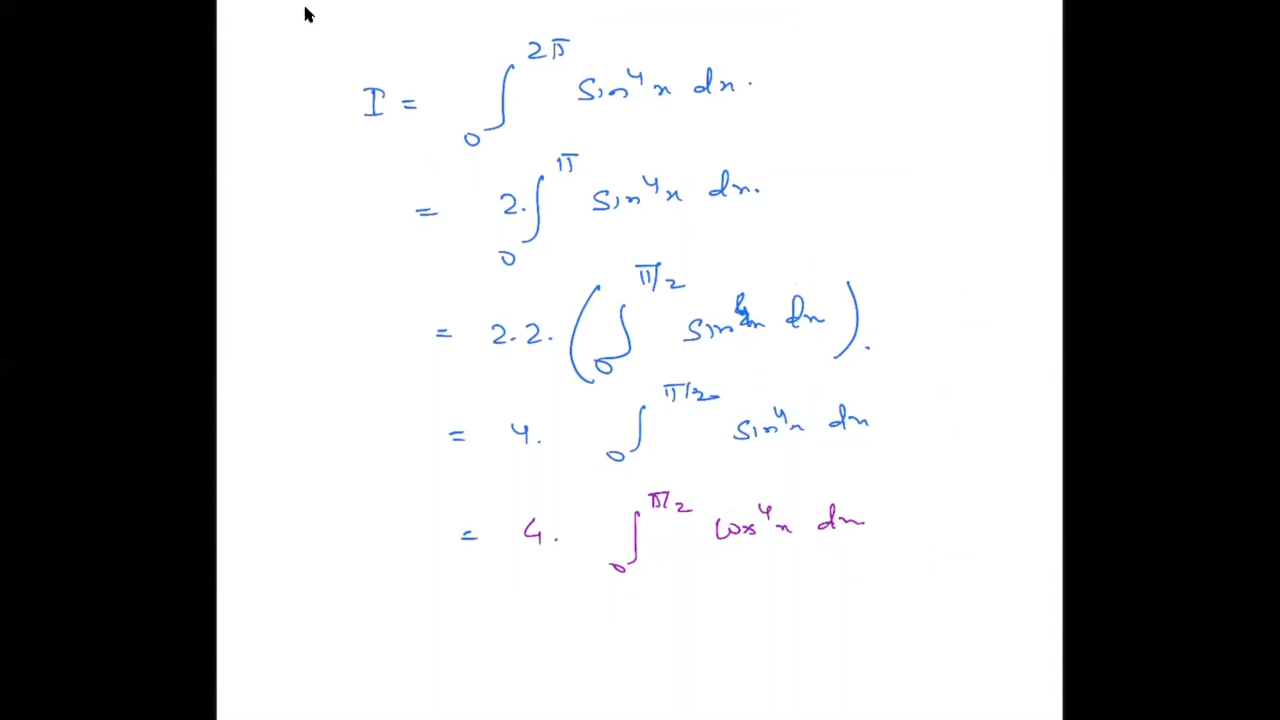 I = ∫₀^{2π} sin⁴x dx.
= 2.∫₀^{π} sin⁴x dx.
= 2.2.(∫₀^{π/2} sin⁴x dx).
= 4. ∫₀^{π/2} sin⁴x dx
= 4. ∫₀^{π/2} cos⁴x dx